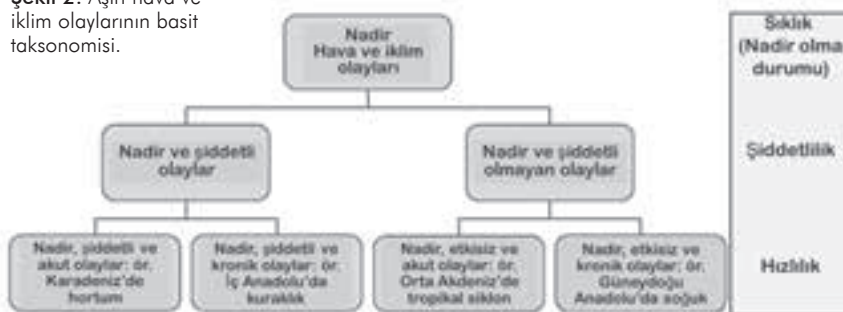 Şekil 2. Aşırı hava ve
iklim olaylarının basit
taksonomisi.
Nadir
Hava ve iklim
olayları
Sıklık
(Nadir olma
durumu)
Nadir ve şiddetli
olaylar
Nadir ve şiddetli
olmayan olaylar
Şiddetlilik
Nadir, şiddetli ve
akut olaylar: ör.
Karadeniz'de
hortum
Nadir, şiddetli ve
kronik olaylar: ör.
İç Anadolu'da
kuraklık
Nadir, etkisiz ve
akut olaylar: ör.
Orta Akdeniz'de
tropikal siklon
Nadir, etkisiz ve
kronik olaylar: ör.
Güneydoğu
Anadolu'da soğuk
Hızlılık